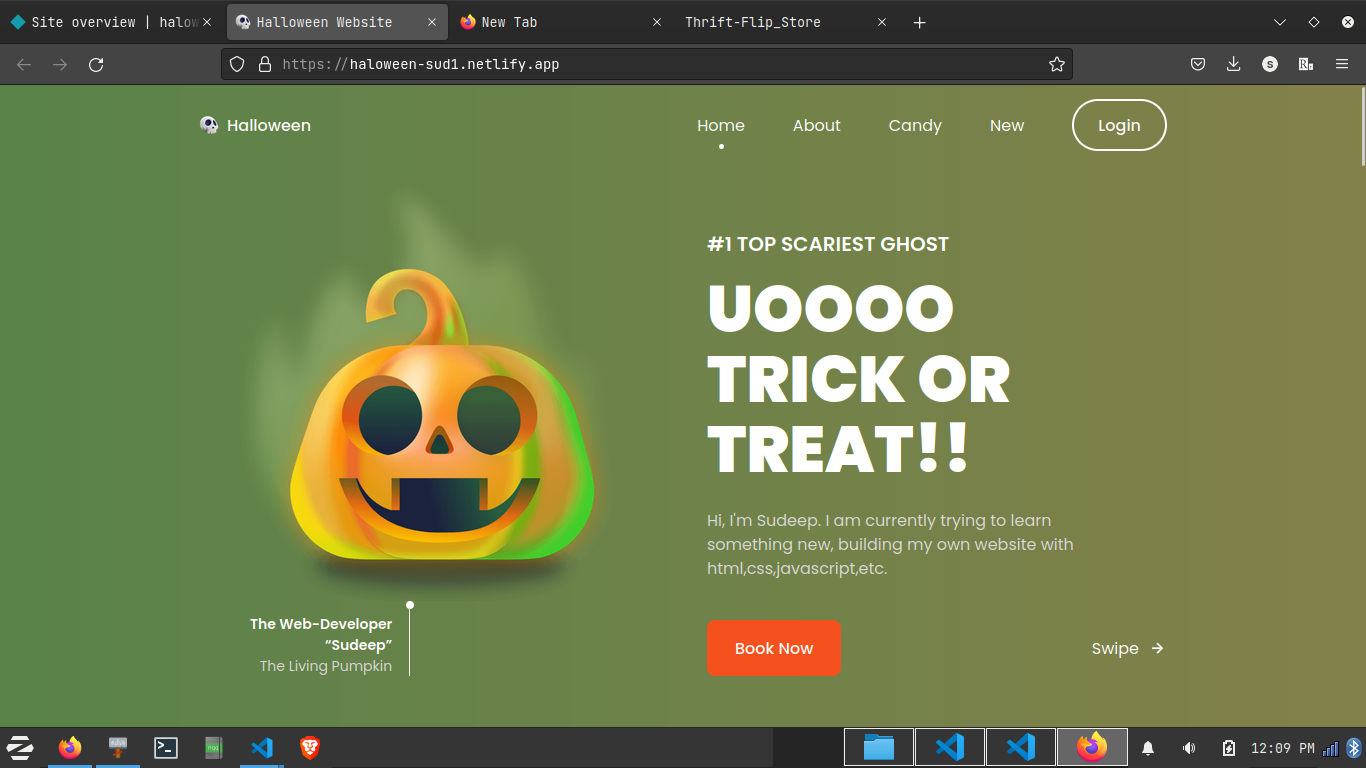 Site overview | halow
Halloween Website
New Tab
Thrift-Flip_Store
https://haloween-sud1.netlify.app
S
Halloween
Home
About
Candy
New
Login
#1 TOP SCARIEST GHOST
UOOOO
TRICK OR
TREAT!!
Hi, I'm Sudeep. I am currently trying to learn
something new, building my own website with
html,css,javascript,etc.
The Web-Developer
“Sudeep”
The Living Pumpkin
Book Now
Swipe
12:09 PM